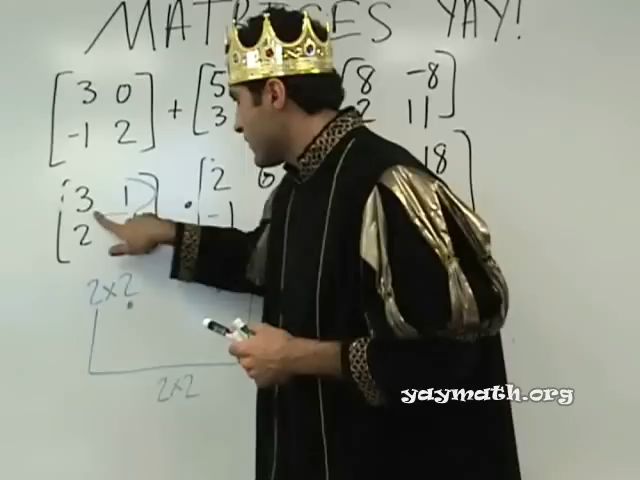 MATRICES YAY!
3 0 + 5 8 -8
-1 2 3 2 11
3 1 · 2 6 18
2 -1
2x2
2x2
yaymath.org